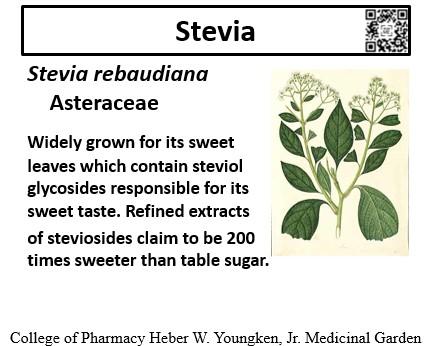 Stevia
Stevia rebaudiana
Asteraceae
Widely grown for its sweet
leaves which contain steviol
glycosides responsible for its
sweet taste. Refined extracts
of steviosides claim to be 200
times sweeter than table sugar.
College of Pharmacy Heber W. Youngken, Jr. Medicinal Garden